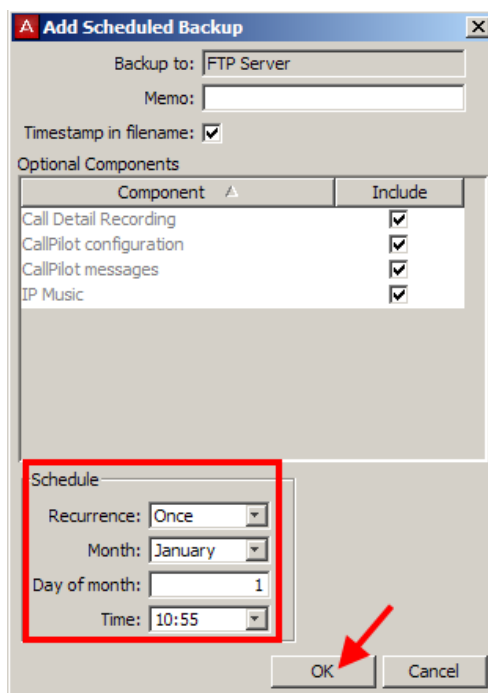 A Add Scheduled Backup
Backup to: FTP Server
Memo:
Timestamp in filename:
Optional Components
Component Include
Call Detail Recording
CallPilot configuration
CallPilot messages
IP Music
Schedule
Recurrence: Once
Month: January
Day of month: 1
Time: 10:55
OK Cancel